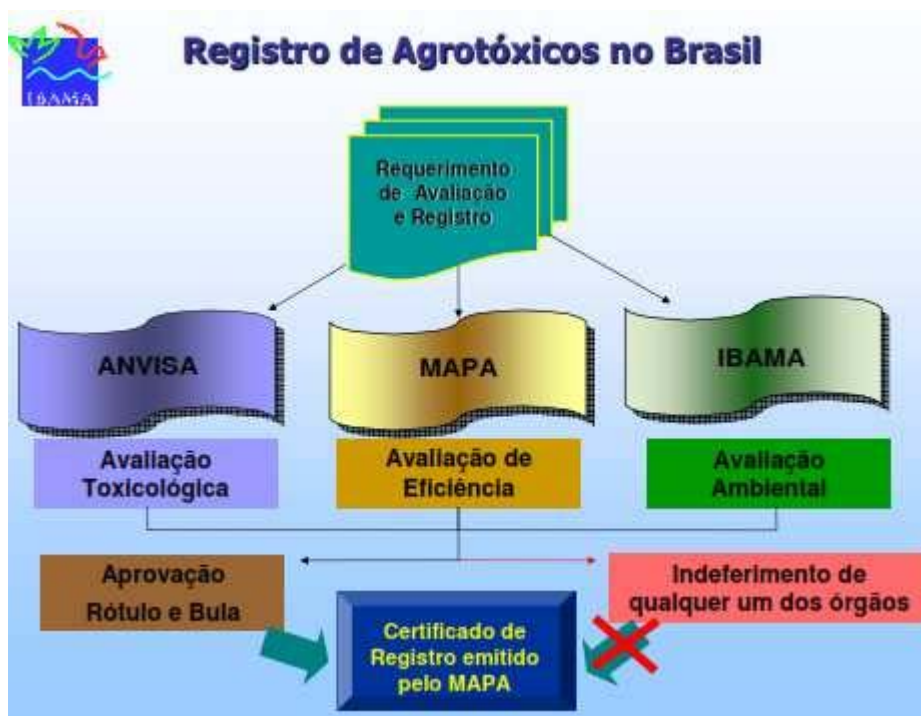 Registro de Agrotóxicos no Brasil
IBAMA
Requerimento
de Avaliação
e Registro
ANVISA
MAPA
IBAMA
Avaliação
Toxicológica
Avaliação de
Eficiência
Avaliação
Ambiental
Aprovação
Rótulo e Bula
Indeferimento de
qualquer um dos órgãos
Certificado de
Registro emitido
pelo MAPA